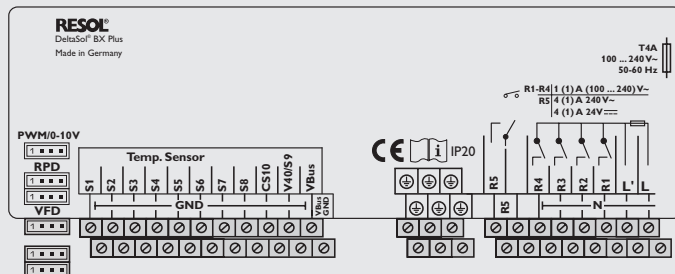 RESOL®
DeltaSol® BX Plus
Made in Germany
T4A
100 ... 240 V~
50-60 Hz
R1-R4 1 (1) A (100 ... 240) V~
R5 4 (1) A 240 V~
4 (1) A 24V⎓
PWM/0-10V
1
RPD
1
1
VFD
1
1
1
Temp. Sensor
S1 S2 S3 S4 S5 S6 S7 S8 CS10 V40/S9 VBus
GND
VBus GND
CE i IP20
R5 R4 R3 R2 R1 L' L
R5 N